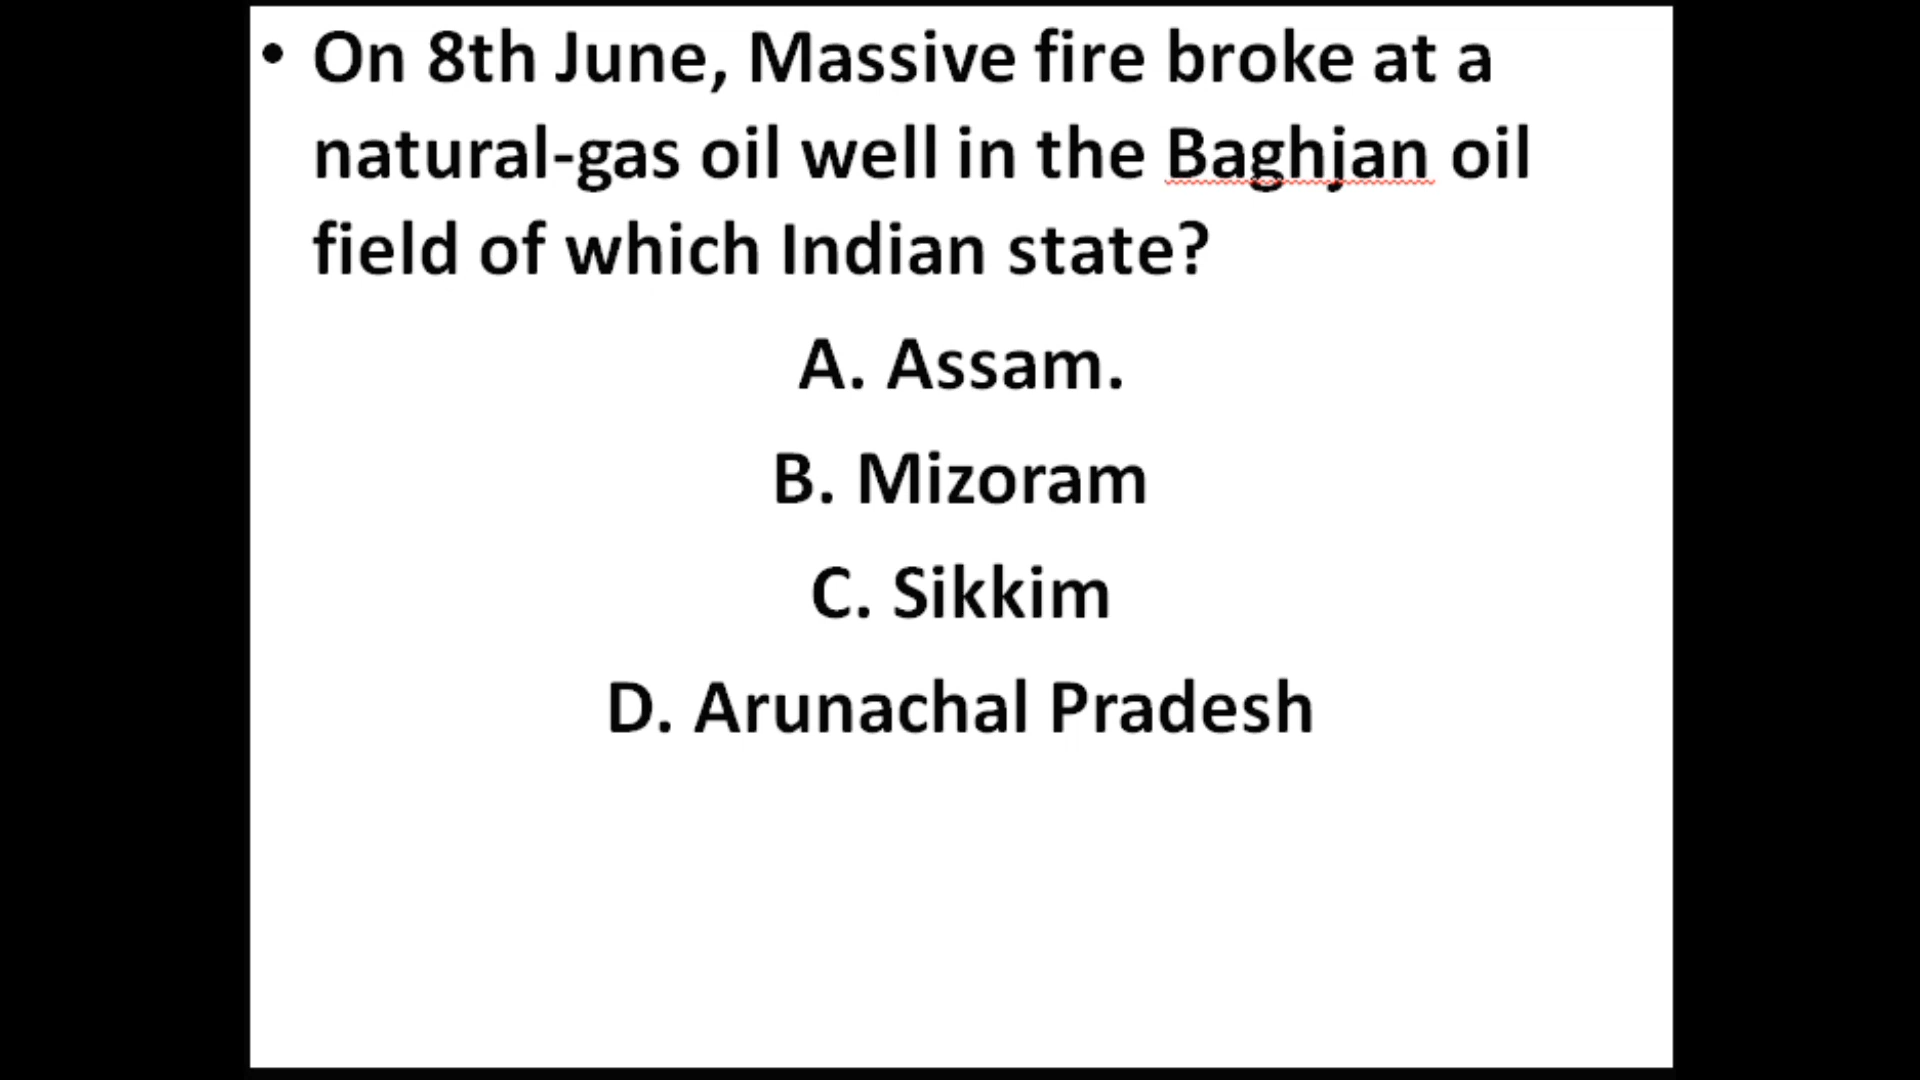 • On 8th June, Massive fire broke at a
natural-gas oil well in the Baghjan oil
field of which Indian state?
A. Assam.
B. Mizoram
C. Sikkim
D. Arunachal Pradesh